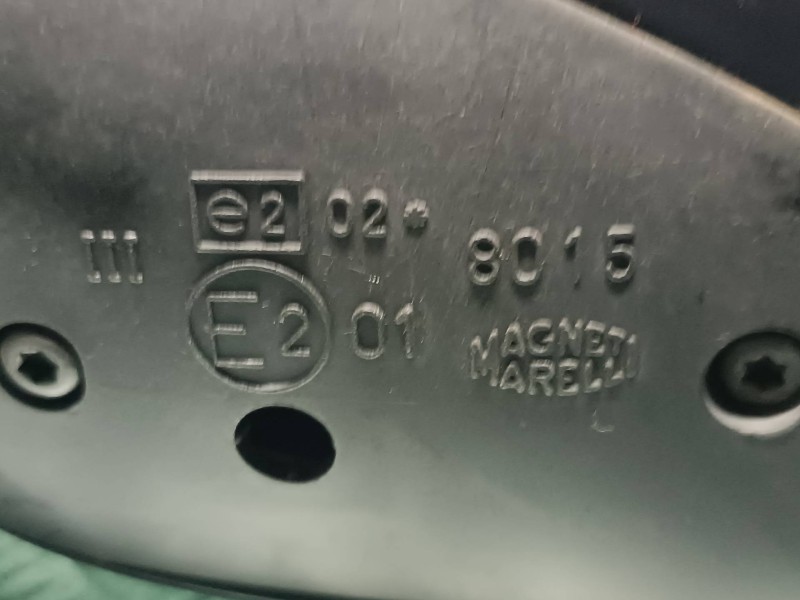 III
e2 02*
8015
E2 01
MAGNETI
MARELLI